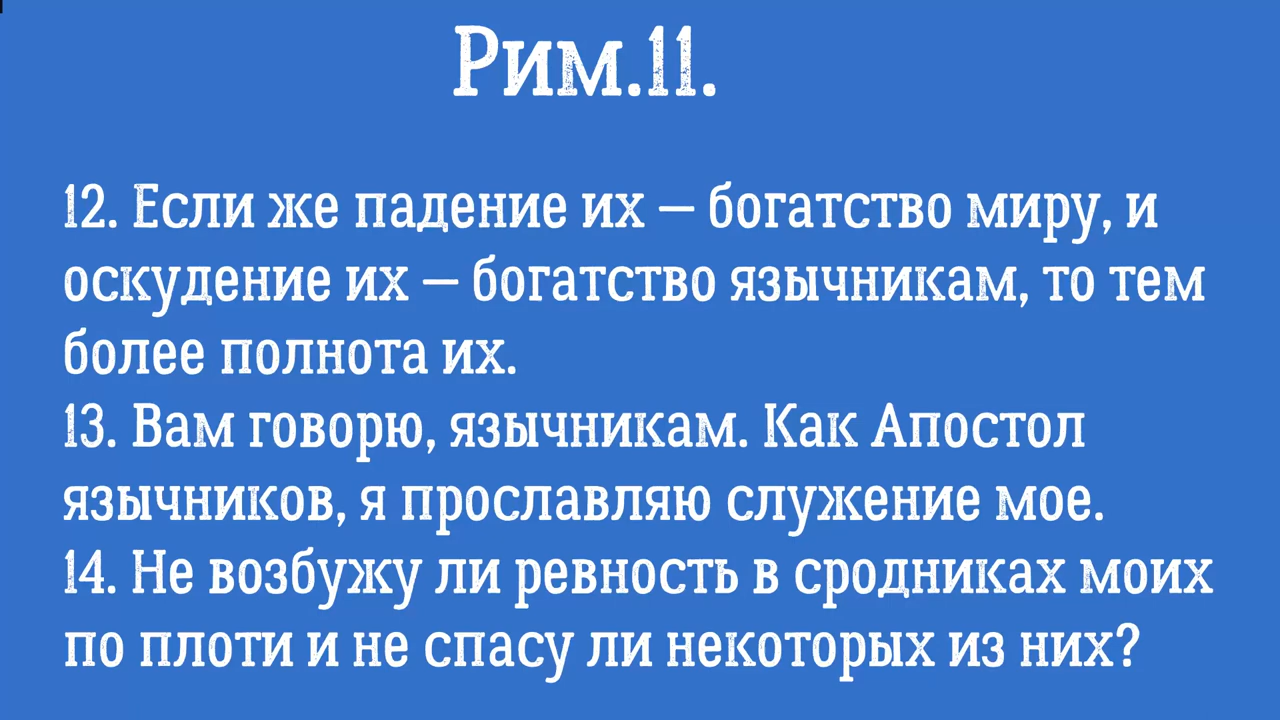 Рим.11.
12. Если же падение их – богатство миру, и
оскудение их – богатство язычникам, то тем
более полнота их.
13. Вам говорю, язычникам. Как Апостол
язычников, я прославляю служение мое.
14. Не возбужу ли ревность в сродниках моих
по плоти и не спасу ли некоторых из них?